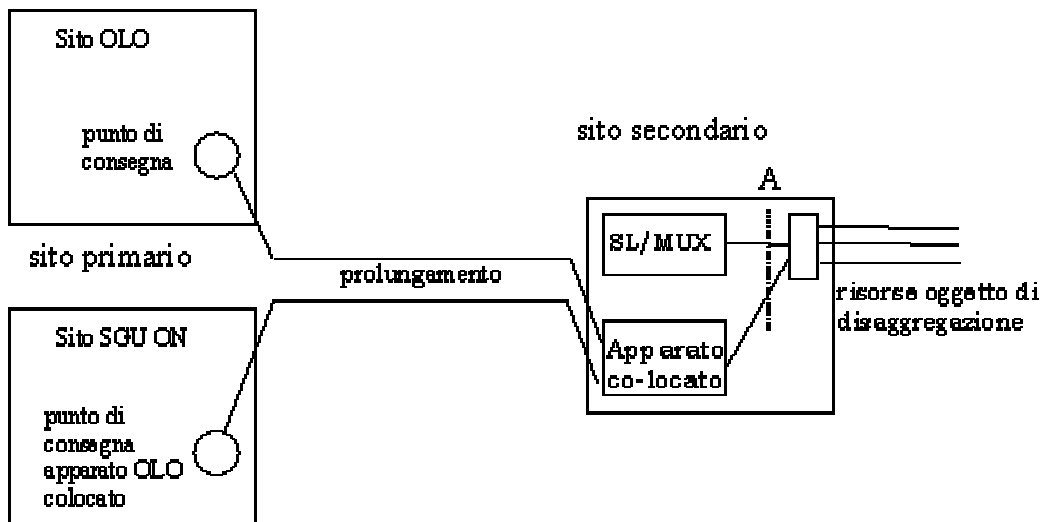 Sito OLO
punto di
consegna
sito primario
Sito SGU ON
punto di
consegna
apparato OLO
colocato
prolungamento
sito secondario
A
SL/MUX
Apparato
co-locato
risorse oggetto di
disaggregazione